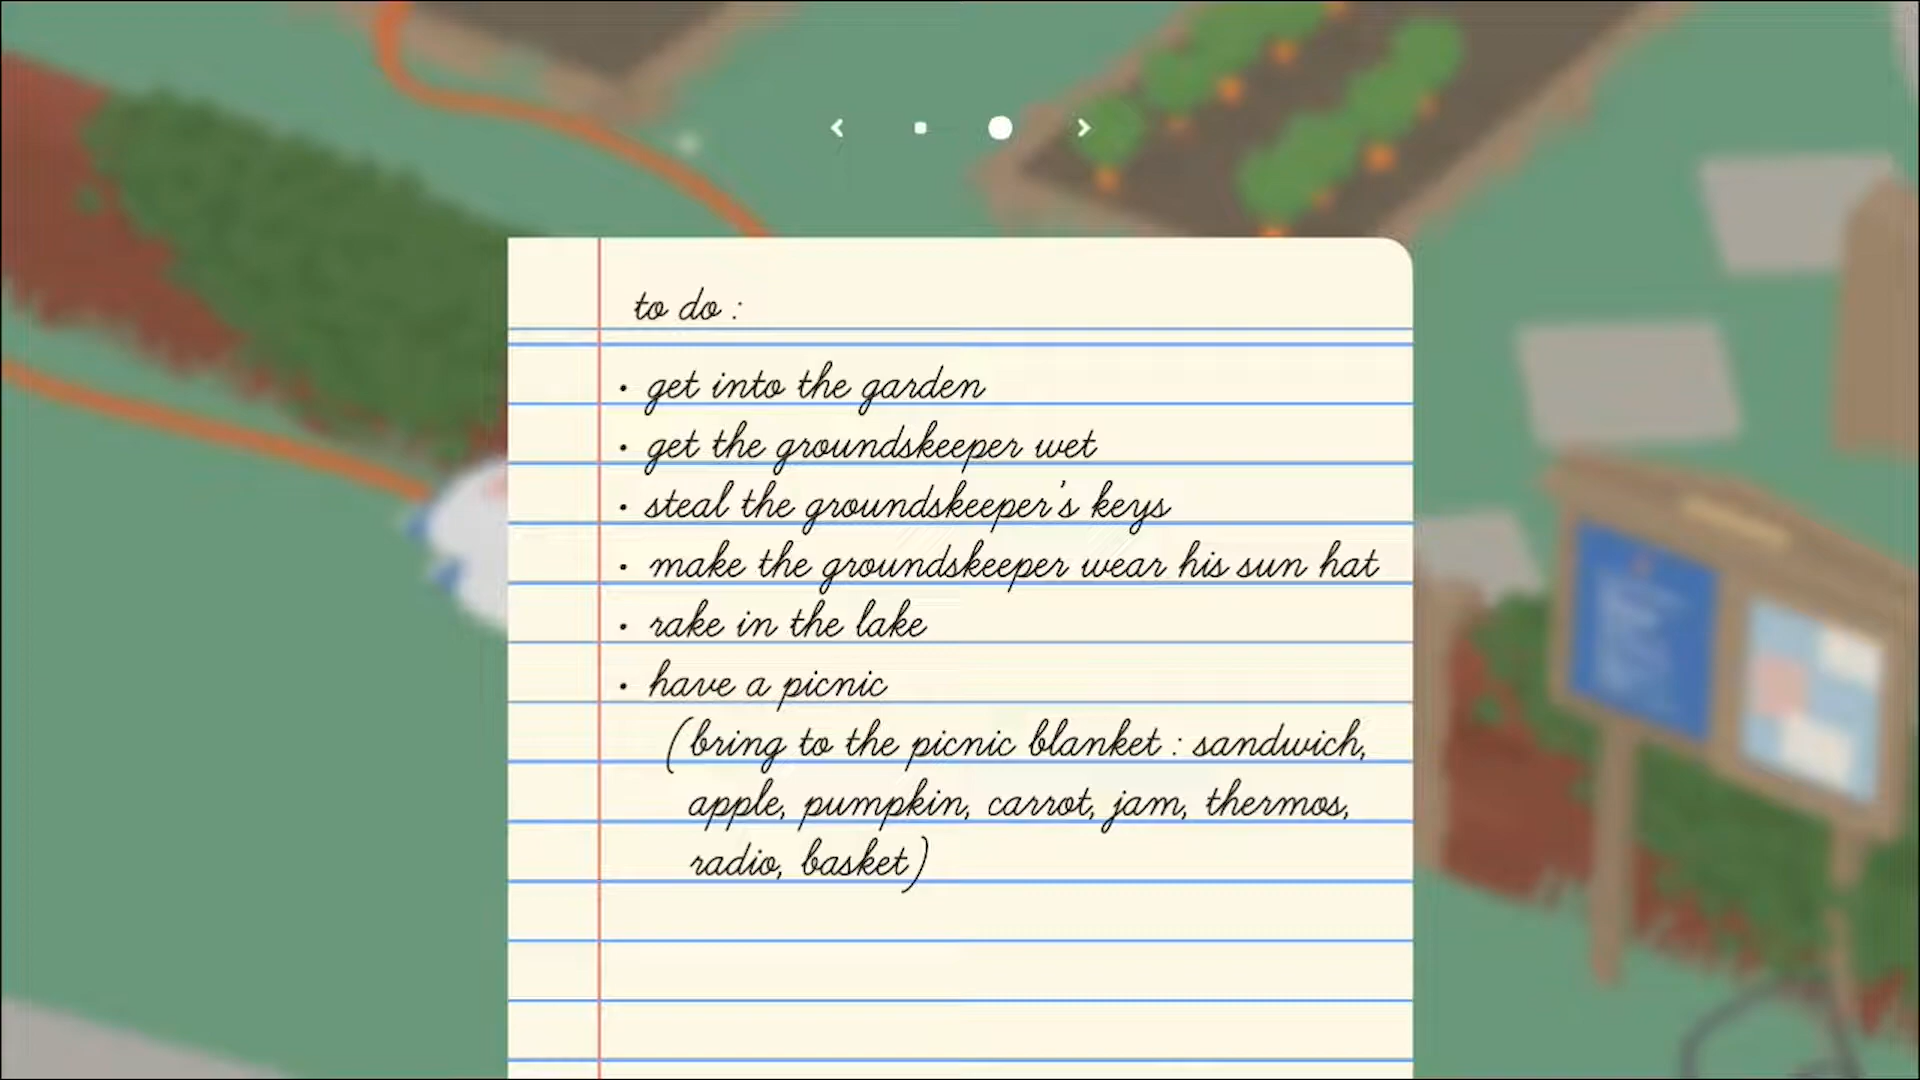 to do :
• get into the garden
• get the groundskeeper wet
• steal the groundskeeper's keys
• make the groundskeeper wear his sun hat
• rake in the lake
• have a picnic
(bring to the picnic blanket : sandwich,
apple, pumpkin, carrot, jam, thermos,
radio, basket)